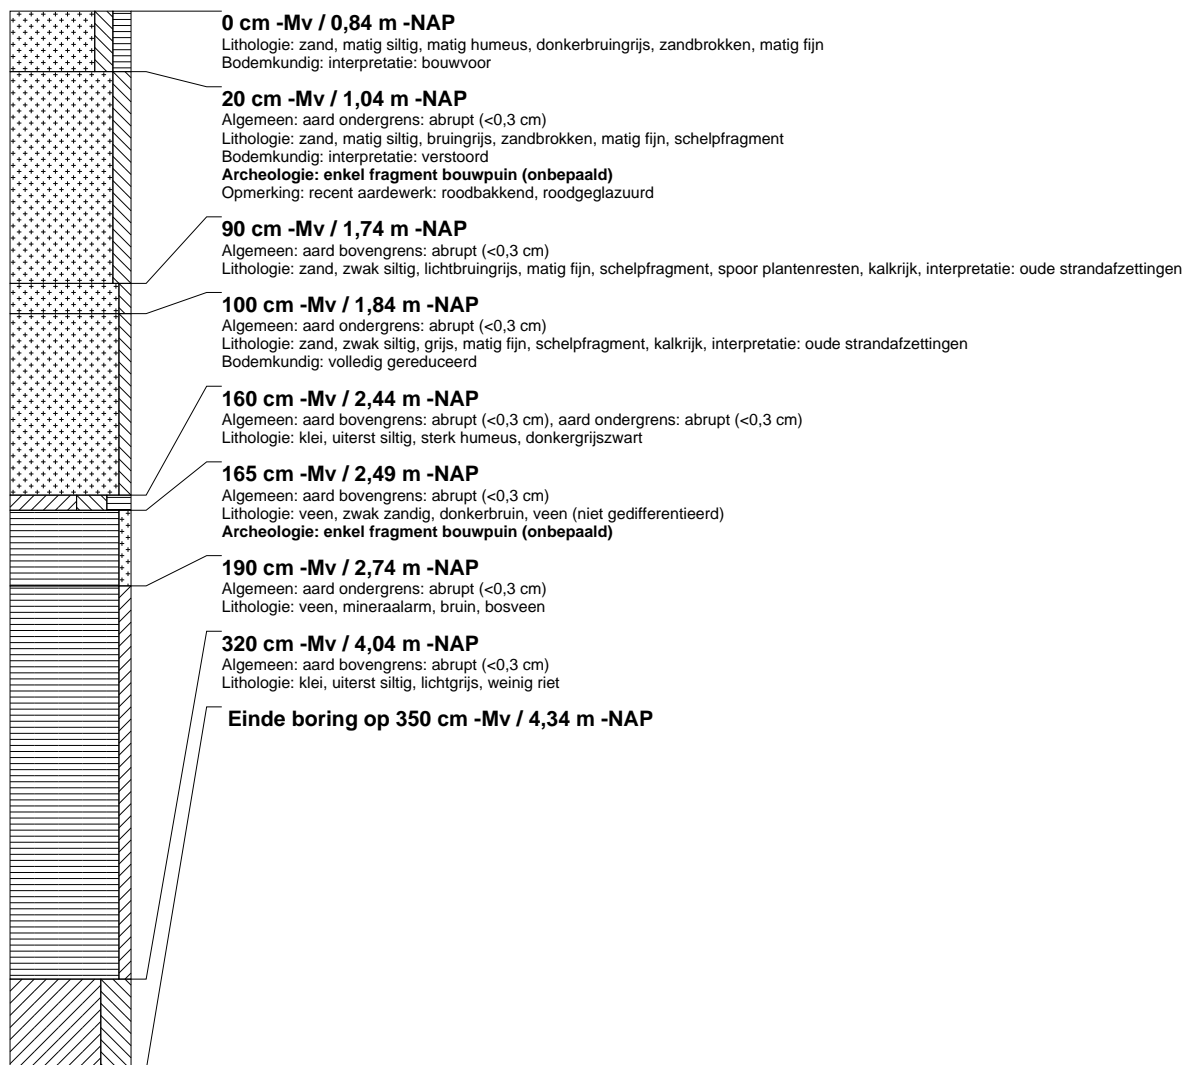 0 cm -Mv / 0,84 m -NAP
Lithologie: zand, matig siltig, matig humeus, donkerbruingrijs, zandbrokken, matig fijn
Bodemkundig: interpretatie: bouwvoor
20 cm -Mv / 1,04 m -NAP
Algemeen: aard ondergrens: abrupt (<0,3 cm)
Lithologie: zand, matig siltig, bruingrijs, zandbrokken, matig fijn, schelpfragment
Bodemkundig: interpretatie: verstoord
Archeologie: enkel fragment bouwpuin (onbepaald)
Opmerking: recent aardewerk: roodbakkend, roodgeglazuurd
90 cm -Mv / 1,74 m -NAP
Algemeen: aard bovengrens: abrupt (<0,3 cm)
Lithologie: zand, zwak siltig, lichtbruingrijs, matig fijn, schelpfragment, spoor plantenresten, kalkrijk, interpretatie: oude strandafzettingen
100 cm -Mv / 1,84 m -NAP
Algemeen: aard ondergrens: abrupt (<0,3 cm)
Lithologie: zand, zwak siltig, grijs, matig fijn, schelpfragment, kalkrijk, interpretatie: oude strandafzettingen
Bodemkundig: volledig gereduceerd
160 cm -Mv / 2,44 m -NAP
Algemeen: aard bovengrens: abrupt (<0,3 cm), aard ondergrens: abrupt (<0,3 cm)
Lithologie: klei, uiterst siltig, sterk humeus, donkergrijszwart
165 cm -Mv / 2,49 m -NAP
Algemeen: aard bovengrens: abrupt (<0,3 cm)
Lithologie: veen, zwak zandig, donkerbruin, veen (niet gedifferentieerd)
Archeologie: enkel fragment bouwpuin (onbepaald)
190 cm -Mv / 2,74 m -NAP
Algemeen: aard ondergrens: abrupt (<0,3 cm)
Lithologie: veen, mineraalarm, bruin, bosveen
320 cm -Mv / 4,04 m -NAP
Algemeen: aard bovengrens: abrupt (<0,3 cm)
Lithologie: klei, uiterst siltig, lichtgrijs, weinig riet
Einde boring op 350 cm -Mv / 4,34 m -NAP